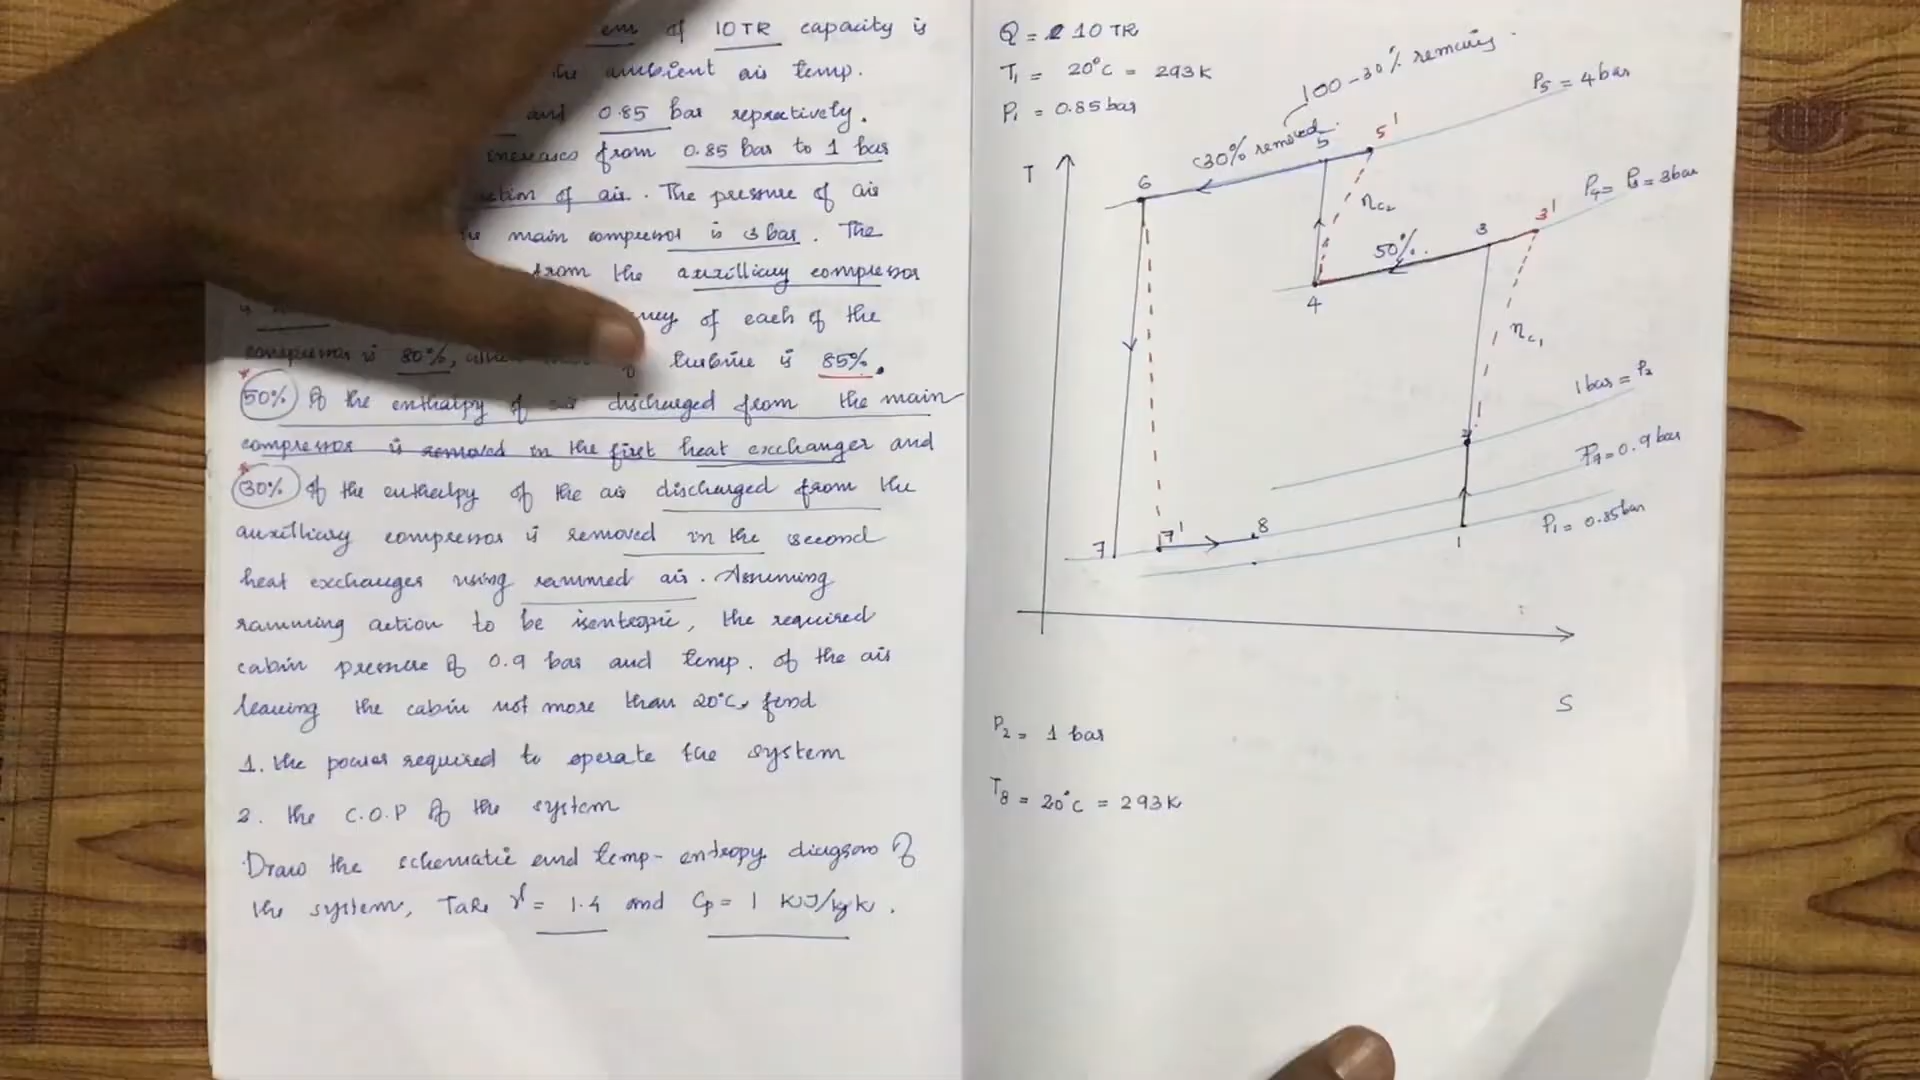 of 10 TR capacity is
the ambient air temp.
and 0.85 bar repractively.
increases from 0.85 bar to 1 bar
of air. The pressure of air
main compressor is 3 bar. The
from the auxilliary compressor
of each of the
compressor is 80%, turbine is 85%.
50% of the enthalpy of air discharged from the main
compressor is removed in the first heat exchanger and
30% of the enthalpy of the air discharged from the
auxilliary compressor is removed in the second
heat exchanger using rammed air. Assuming
ramming action to be isentropic, the required
cabin pressure of 0.9 bar and temp. of the air
leaving the cabin not more than 20°C, find
1. the power required to operate the system
2. the C.O.P of the system
Draw the schematic and temp-entropy diagram of
the system, Take γ = 1.4 and Cp = 1 KJ/kg K.
Q = 10 TR
T1 = 20°C = 293K
P1 = 0.85 bar
100-30% remains.
P5 = 4 bar
30% removed.
T
6
5
5'
ηc2
P4 = P3 = 3 bar
3
3'
50%.
4
ηc1
1 bar = P2
2
P7 = 0.9 bar
P1 = 0.85 bar
7
7'
8
1
S
P2 = 1 bar
T8 = 20°C = 293K